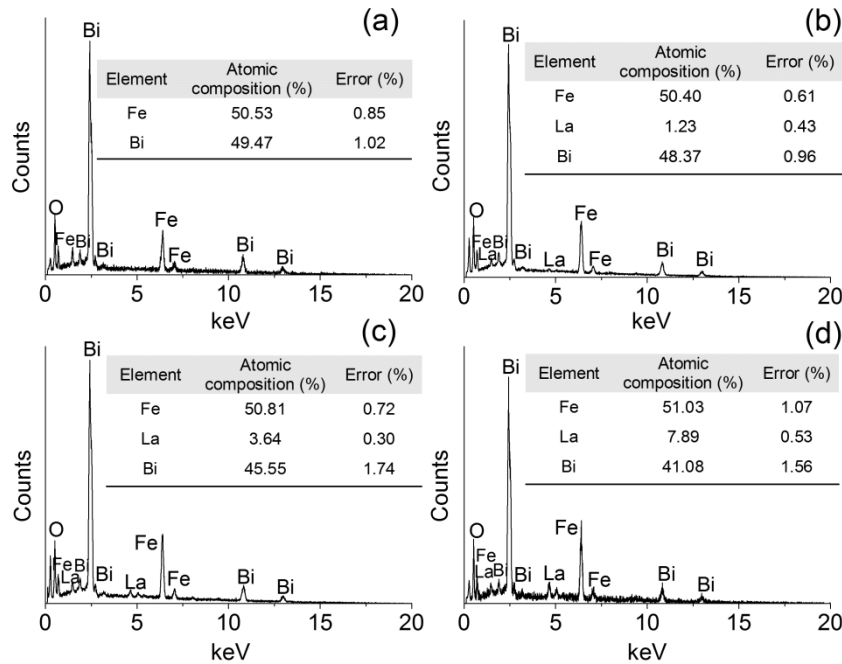 (a)
Bi
Element Atomic composition (%) Error (%)
Fe 50.53 0.85
Bi 49.47 1.02
Counts
O
Fe
Bi
Bi
Fe
Fe
Bi
Bi
0 5 10 15 20
keV
(b)
Bi
Element Atomic composition (%) Error (%)
Fe 50.40 0.61
La 1.23 0.43
Bi 48.37 0.96
Counts
O
Fe
La
Bi
Bi
La
Fe
Fe
Bi
Bi
0 5 10 15 20
keV
(c)
Bi
Element Atomic composition (%) Error (%)
Fe 50.81 0.72
La 3.64 0.30
Bi 45.55 1.74
Counts
O
Fe
La
Bi
Bi
La
Fe
Fe
Bi
Bi
0 5 10 15 20
keV
(d)
Bi
Element Atomic composition (%) Error (%)
Fe 51.03 1.07
La 7.89 0.53
Bi 41.08 1.56
Counts
O
Fe
La
Bi
Bi
La
Fe
Fe
Bi
Bi
0 5 10 15 20
keV